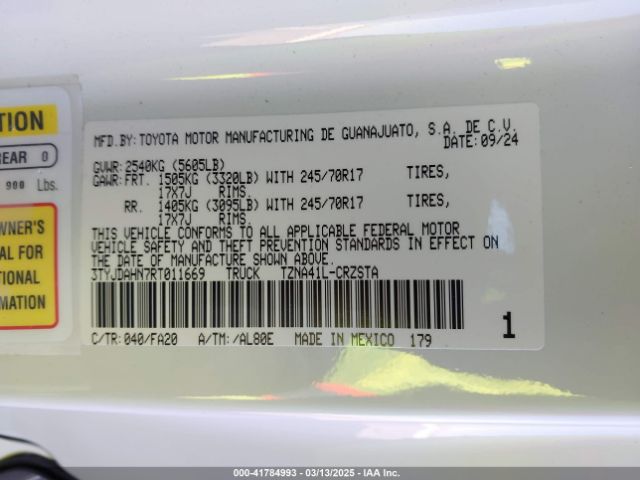 TION
REAR 0
900 Lbs.
WNER'S
AL FOR
TIONAL
RMATION
MFD.BY:TOYOTA MOTOR MANUFACTURING DE GUANAJUATO, S.A. DE C.V.
DATE:09/24
GVWR:2540KG (5605LB)
GAWR:FRT. 1505KG (3320LB) WITH 245/70R17 TIRES,
17X7J RIMS.
RR. 1405KG (3095LB) WITH 245/70R17 TIRES,
17X7J RIMS.
THIS VEHICLE CONFORMS TO ALL APPLICABLE FEDERAL MOTOR
VEHICLE SAFETY AND THEFT PREVENTION STANDARDS IN EFFECT ON
THE DATE OF MANUFACTURE SHOWN ABOVE.
3TYJDAHN7RT011669 TRUCK TZNA41L-CRZSTA
C/TR:040/FA20 A/TM:/AL80E MADE IN MEXICO 179
1
000-41784993 — 03/13/2025 — COPART/IAA